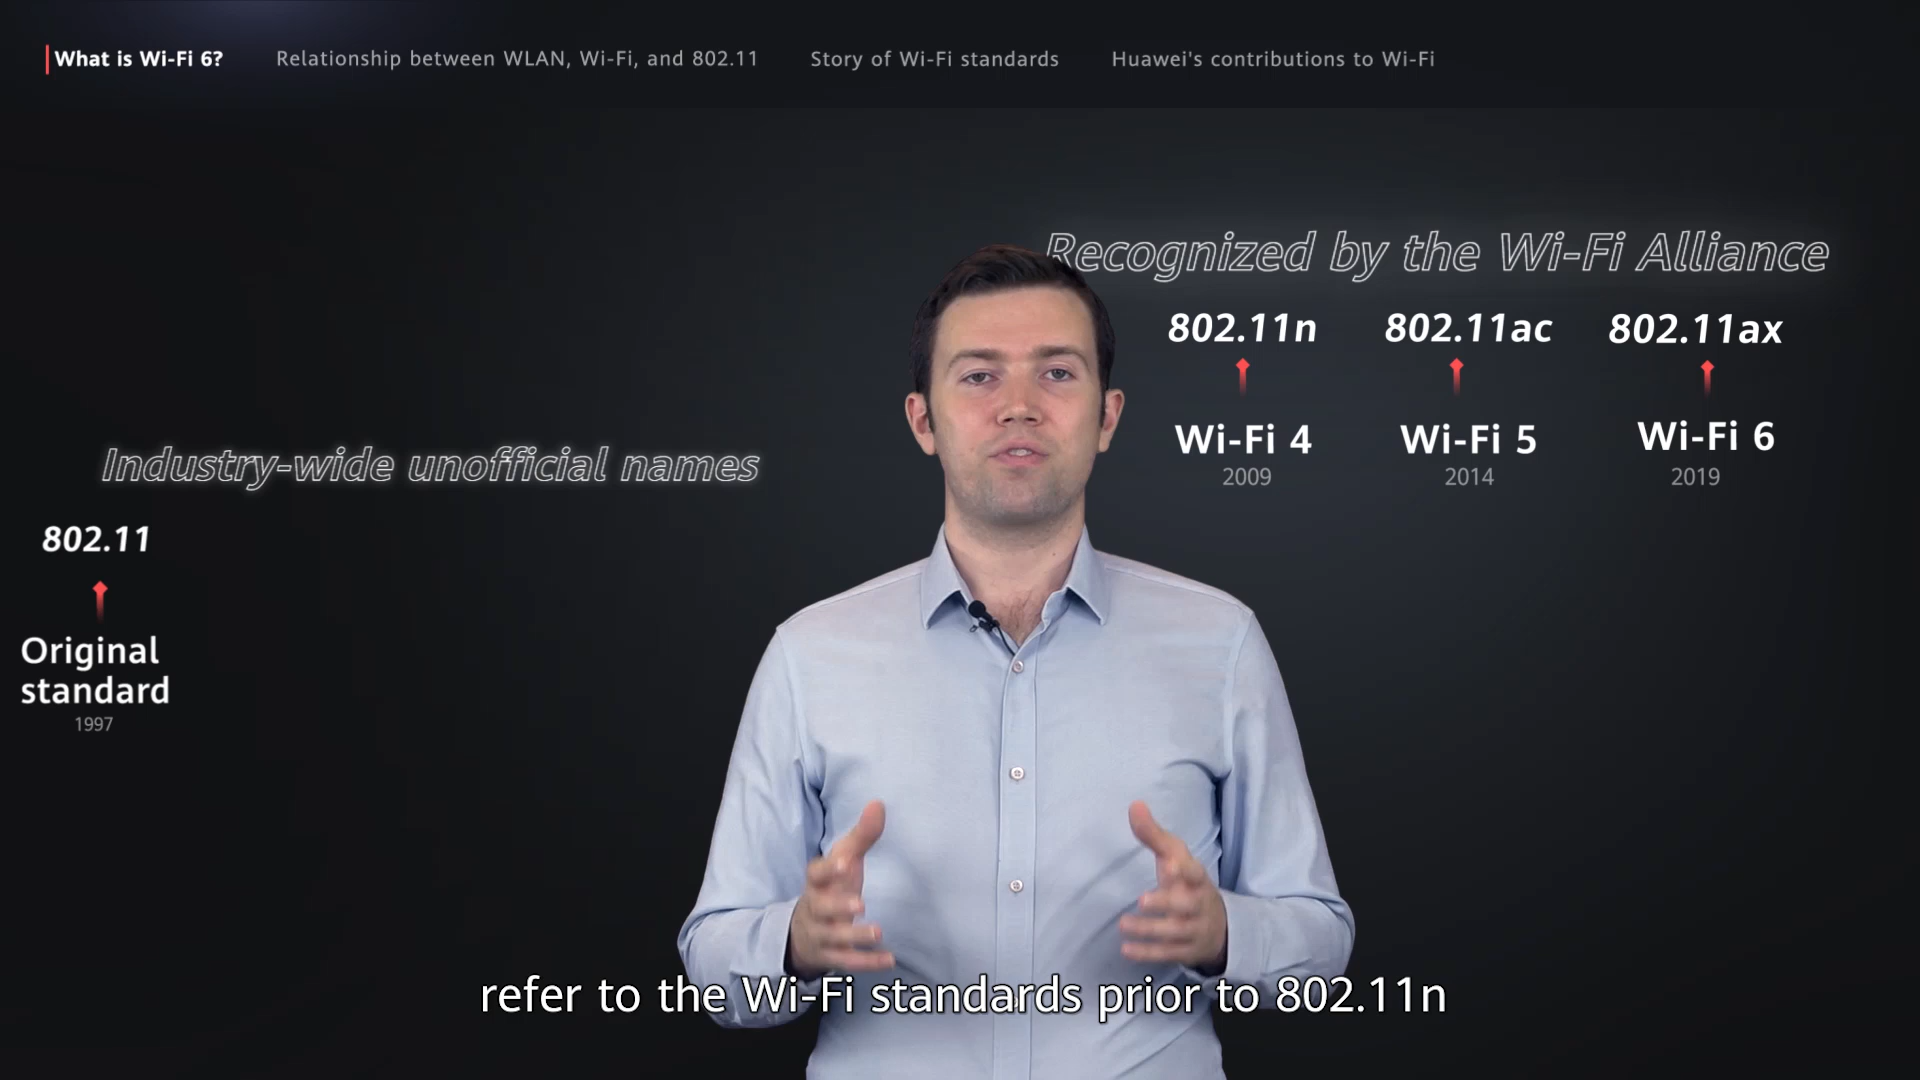 What is Wi-Fi 6?
Relationship between WLAN, Wi-Fi, and 802.11
Story of Wi-Fi standards
Huawei's contributions to Wi-Fi
Recognized by the Wi-Fi Alliance
802.11n
802.11ac
802.11ax
Wi-Fi 4
Wi-Fi 5
Wi-Fi 6
2009
2014
2019
Industry-wide unofficial names
802.11
Original
standard
1997
refer to the Wi-Fi standards prior to 802.11n